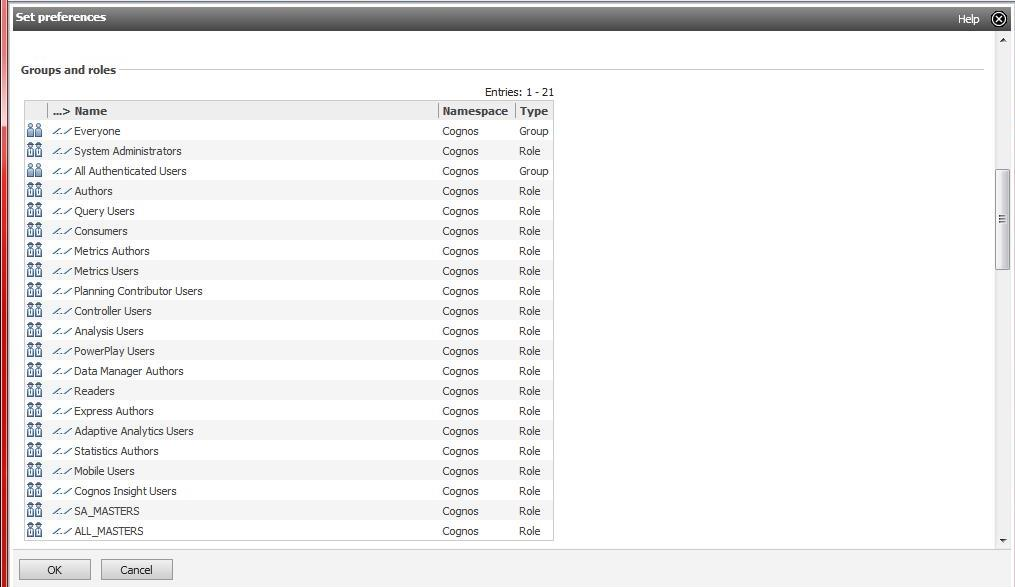 Set preferences
Help
Groups and roles
Entries: 1 - 21
...> Name Namespace Type
Everyone Cognos Group
System Administrators Cognos Role
All Authenticated Users Cognos Group
Authors Cognos Role
Query Users Cognos Role
Consumers Cognos Role
Metrics Authors Cognos Role
Metrics Users Cognos Role
Planning Contributor Users Cognos Role
Controller Users Cognos Role
Analysis Users Cognos Role
PowerPlay Users Cognos Role
Data Manager Authors Cognos Role
Readers Cognos Role
Express Authors Cognos Role
Adaptive Analytics Users Cognos Role
Statistics Authors Cognos Role
Mobile Users Cognos Role
Cognos Insight Users Cognos Role
SA_MASTERS Cognos Role
ALL_MASTERS Cognos Role
OK Cancel